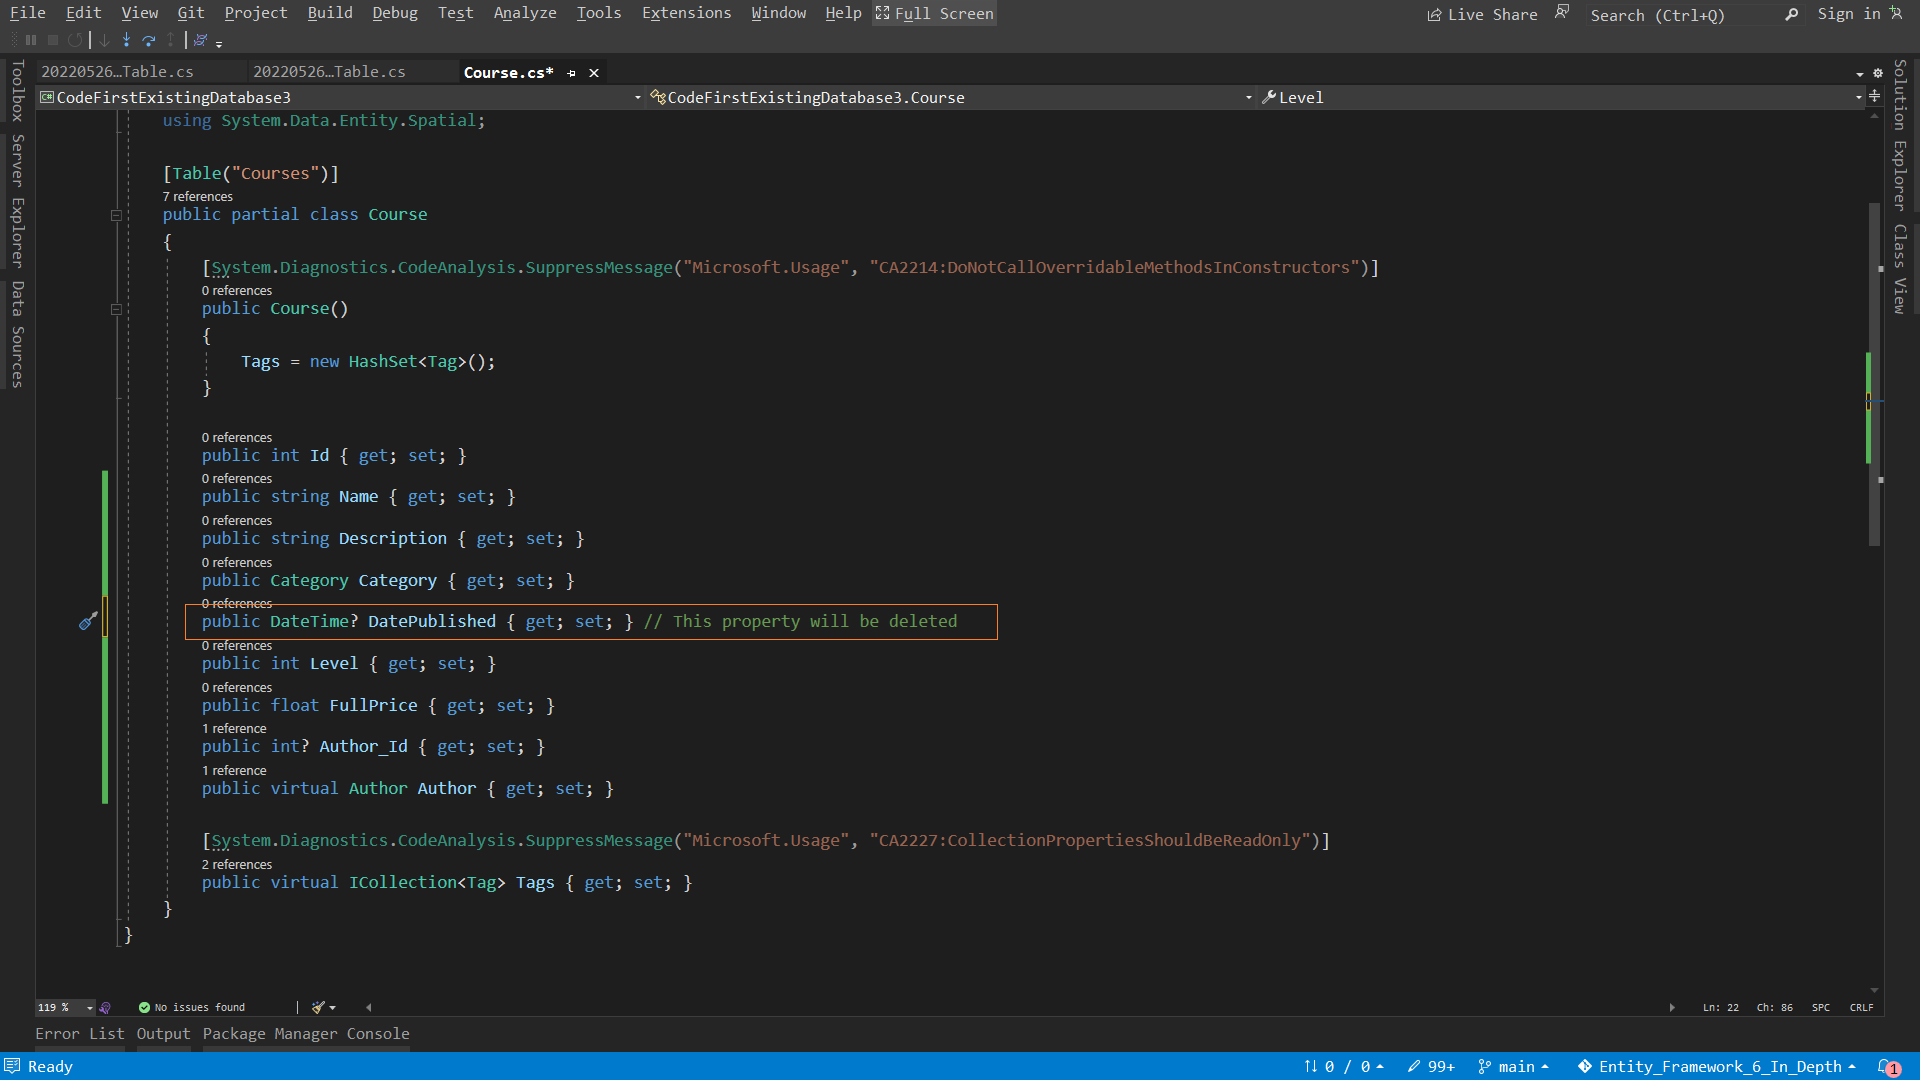 File Edit View Git Project Build Debug Test Analyze Tools Extensions Window Help Full Screen Live Share Search (Ctrl+Q) Sign in
20220526…Table.cs 20220526…Table.cs Course.cs*
CodeFirstExistingDatabase3 CodeFirstExistingDatabase3.Course Level
Toolbox
Server Explorer
Data Sources
using System.Data.Entity.Spatial;
[Table("Courses")]
7 references
public partial class Course
{
[System.Diagnostics.CodeAnalysis.SuppressMessage("Microsoft.Usage", "CA2214:DoNotCallOverridableMethodsInConstructors")]
0 references
public Course()
{
Tags = new HashSet<Tag>();
}
0 references
public int Id { get; set; }
0 references
public string Name { get; set; }
0 references
public string Description { get; set; }
0 references
public Category Category { get; set; }
0 references
public DateTime? DatePublished { get; set; } // This property will be deleted
0 references
public int Level { get; set; }
0 references
public float FullPrice { get; set; }
1 reference
public int? Author_Id { get; set; }
1 reference
public virtual Author Author { get; set; }
[System.Diagnostics.CodeAnalysis.SuppressMessage("Microsoft.Usage", "CA2227:CollectionPropertiesShouldBeReadOnly")]
2 references
public virtual ICollection<Tag> Tags { get; set; }
}
}
Solution Explorer
Class View
119 % No issues found Ln: 22 Ch: 86 SPC CRLF
Error List Output Package Manager Console
Ready 0 / 0 99+ main Entity_Framework_6_In_Depth 1